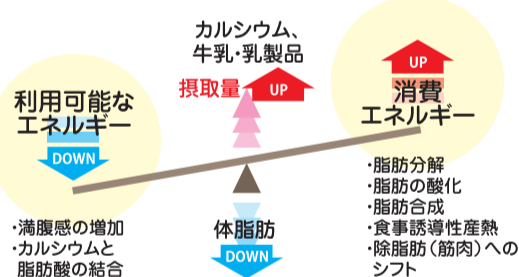 カルシウム、
牛乳・乳製品
摂取量 UP
利用可能な
エネルギー
DOWN
・満腹感の増加
・カルシウムと
脂肪酸の結合
体脂肪
DOWN
UP
消費
エネルギー
・脂肪分解
・脂肪の酸化
・脂肪合成
・食事誘導性産熱
・除脂肪(筋肉)への
シフト